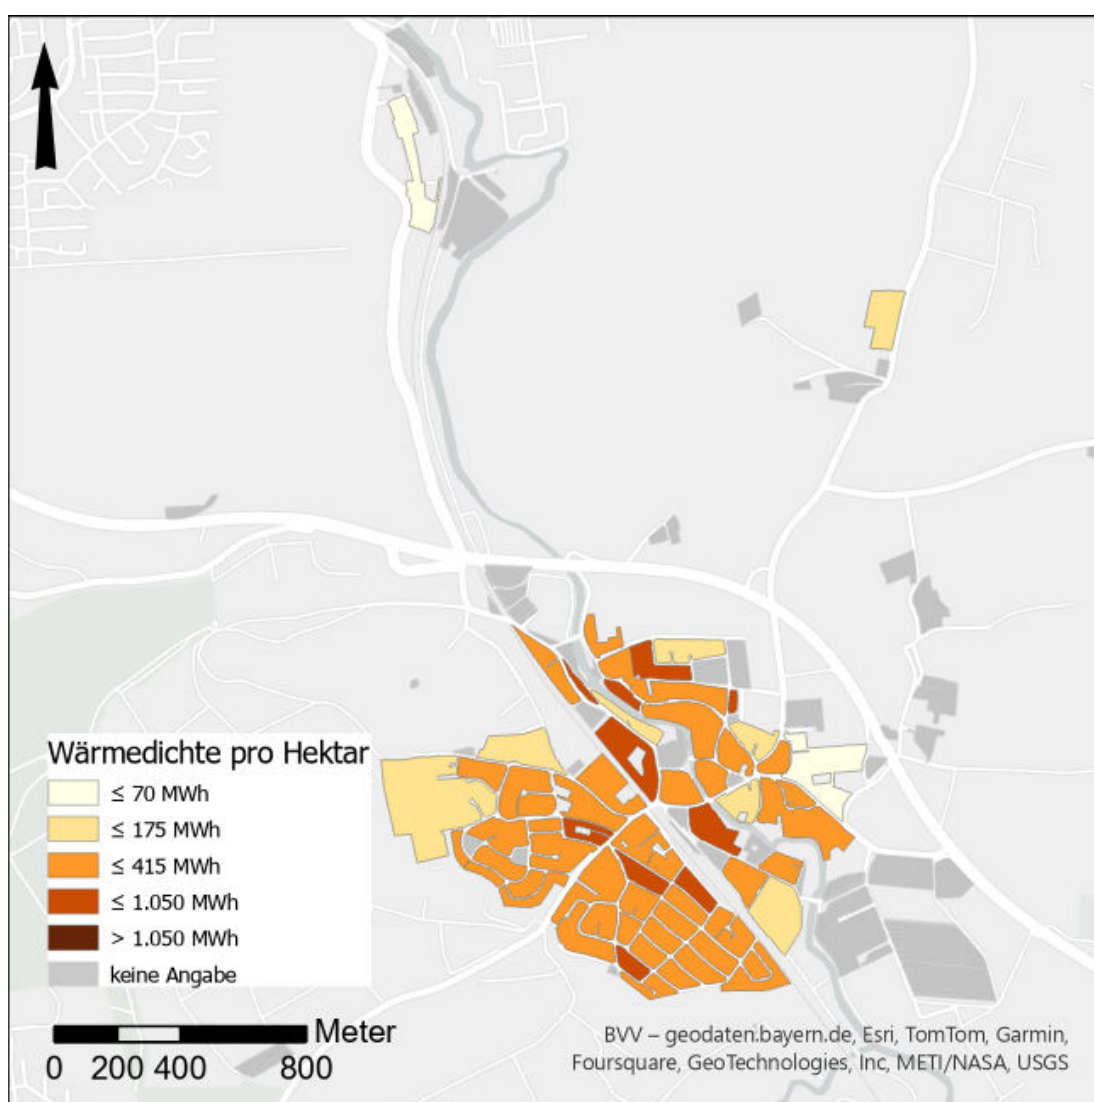 Wärmedichte pro Hektar
≤ 70 MWh
≤ 175 MWh
≤ 415 MWh
≤ 1.050 MWh
> 1.050 MWh
keine Angabe
Meter
0 200 400 800
BVV – geodaten.bayern.de, Esri, TomTom, Garmin,
Foursquare, GeoTechnologies, Inc, METI/NASA, USGS